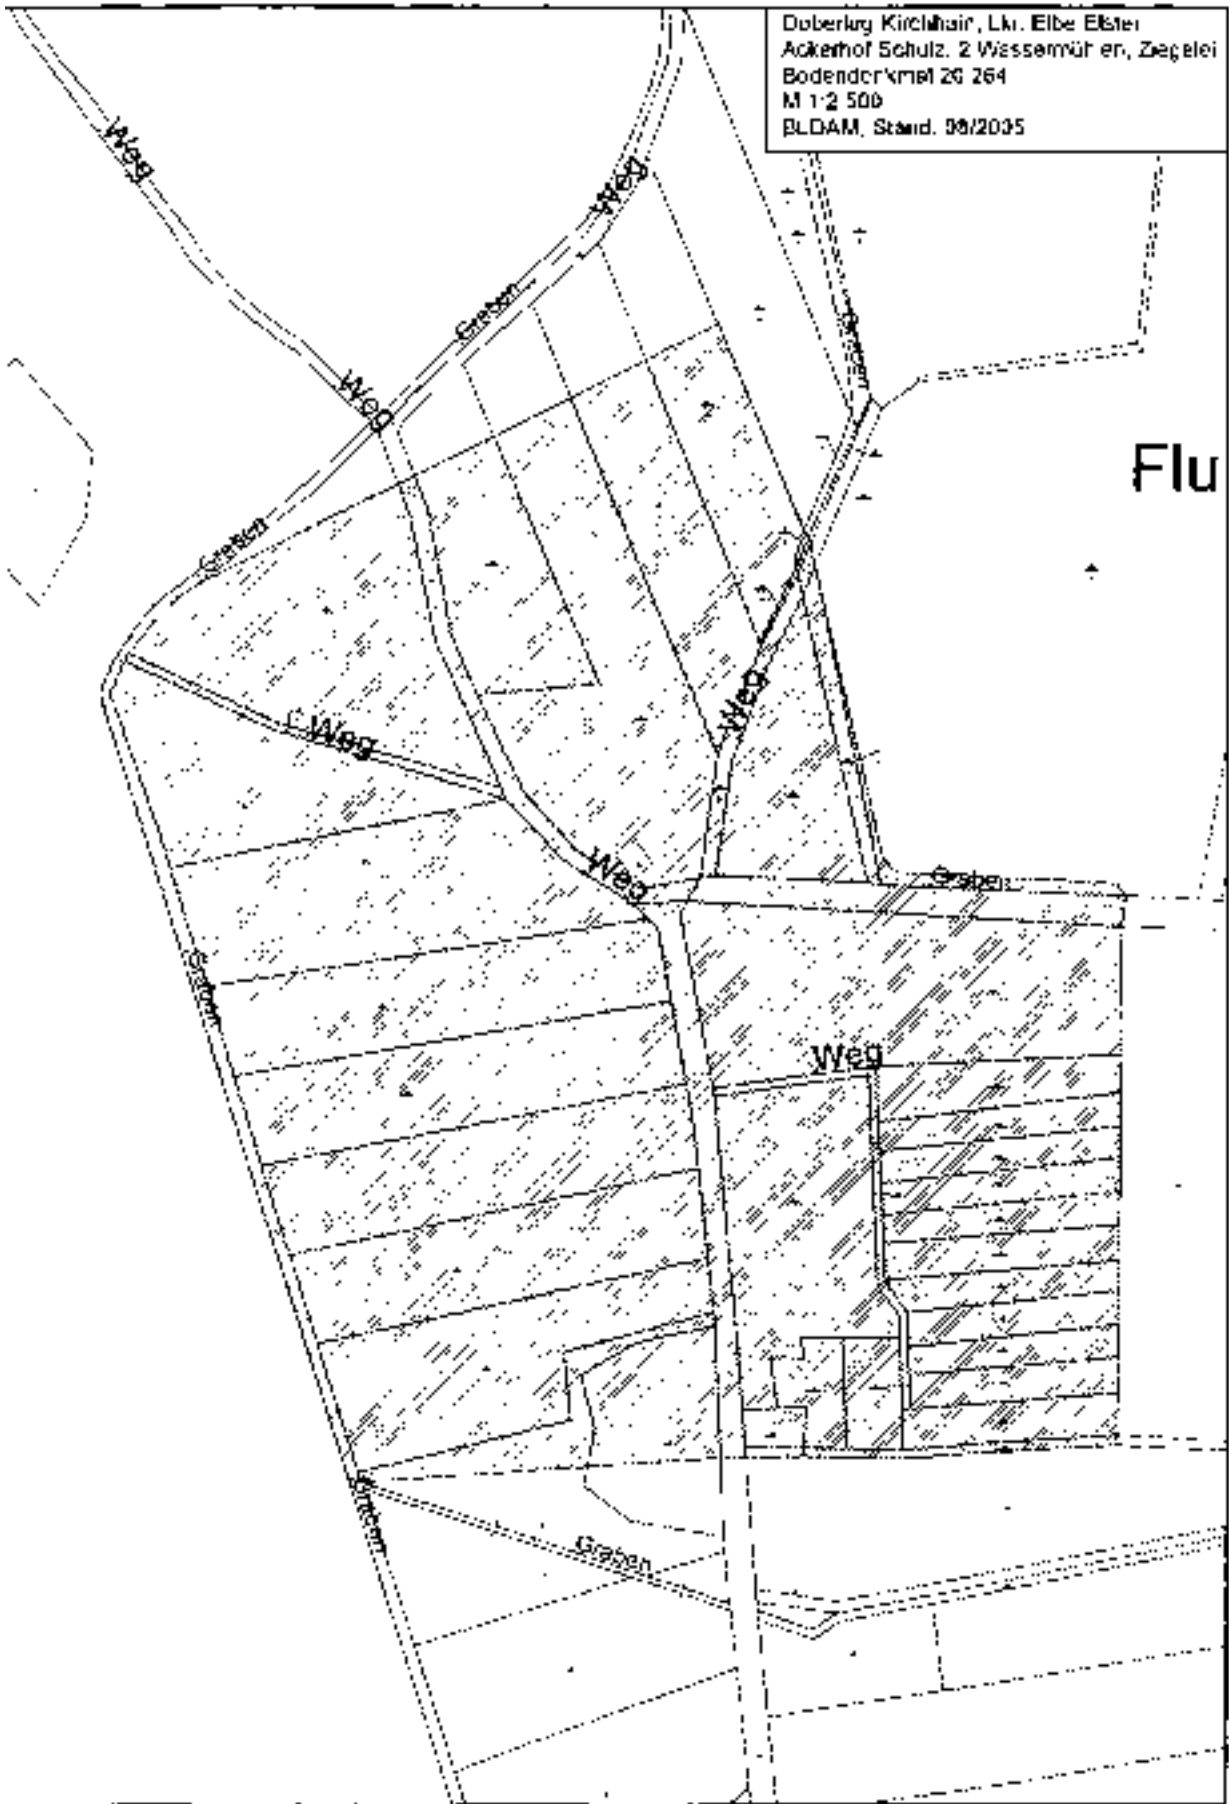 Doberlug Kirchhain, Lkr. Elbe Elster
Ackerhof Schulz, 2 Wassermühlen, Ziegelei
Bodendenkmal 20 264
M 1:2 500
BLDAM, Stand: 08/2005
Weg
Weg
Graben
Weg
2
Flu
Graben
Weg
Weg
Weg
Graben
Graben
Weg
Graben
Graben